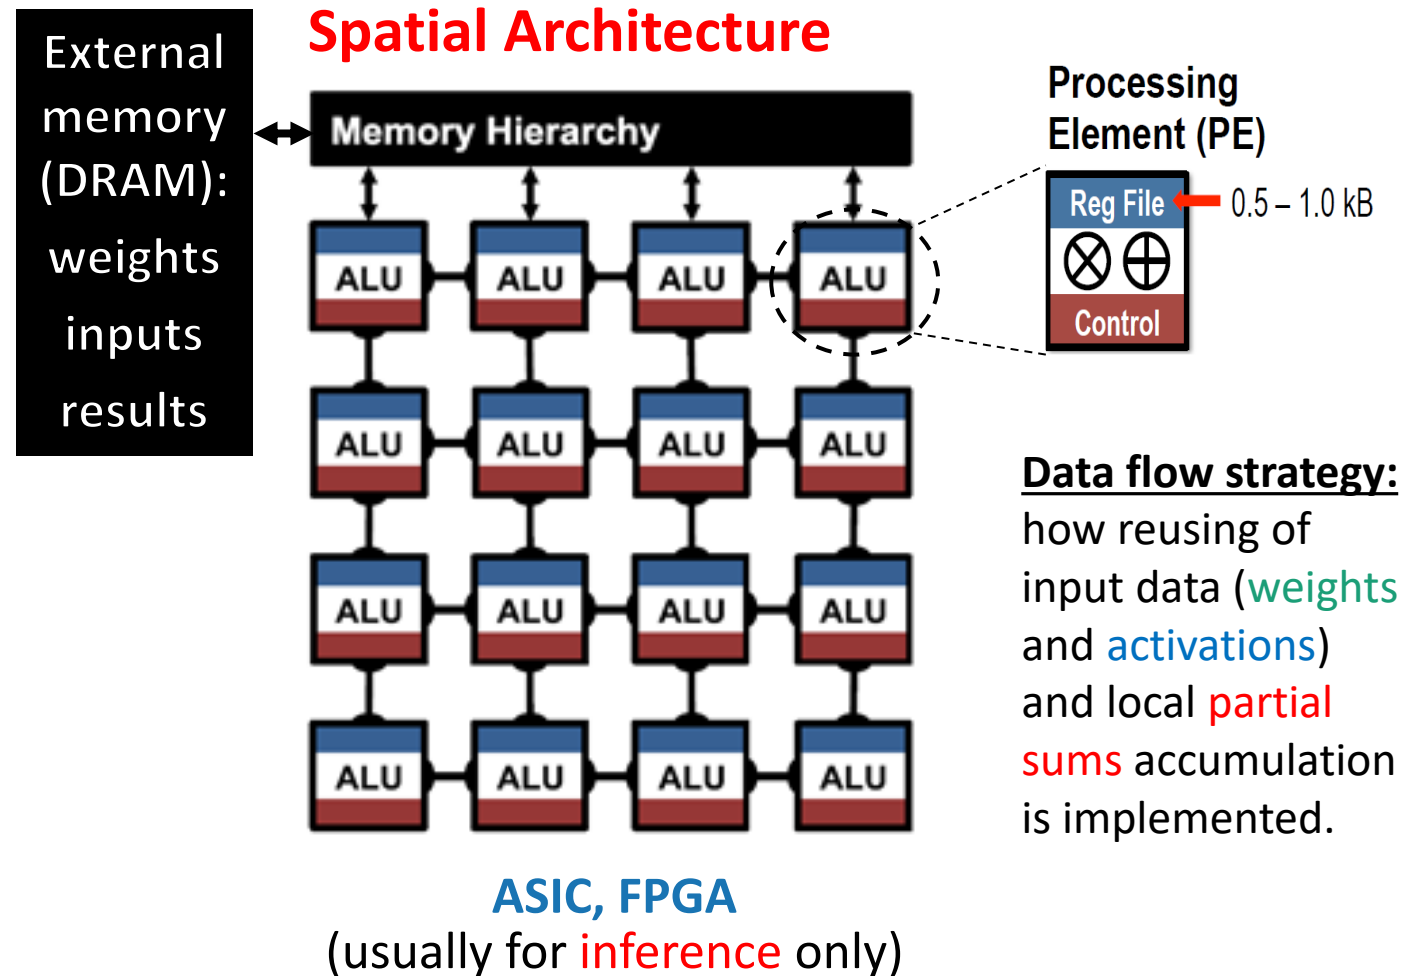 Spatial Architecture
External
memory
(DRAM):
weights
inputs
results
Memory Hierarchy
Processing
Element (PE)
Reg File
0.5 – 1.0 kB
Control
ALU ALU ALU ALU
ALU ALU ALU ALU
ALU ALU ALU ALU
ALU ALU ALU ALU
Data flow strategy:
how reusing of
input data (weights
and activations)
and local partial
sums accumulation
is implemented.
ASIC, FPGA
(usually for inference only)